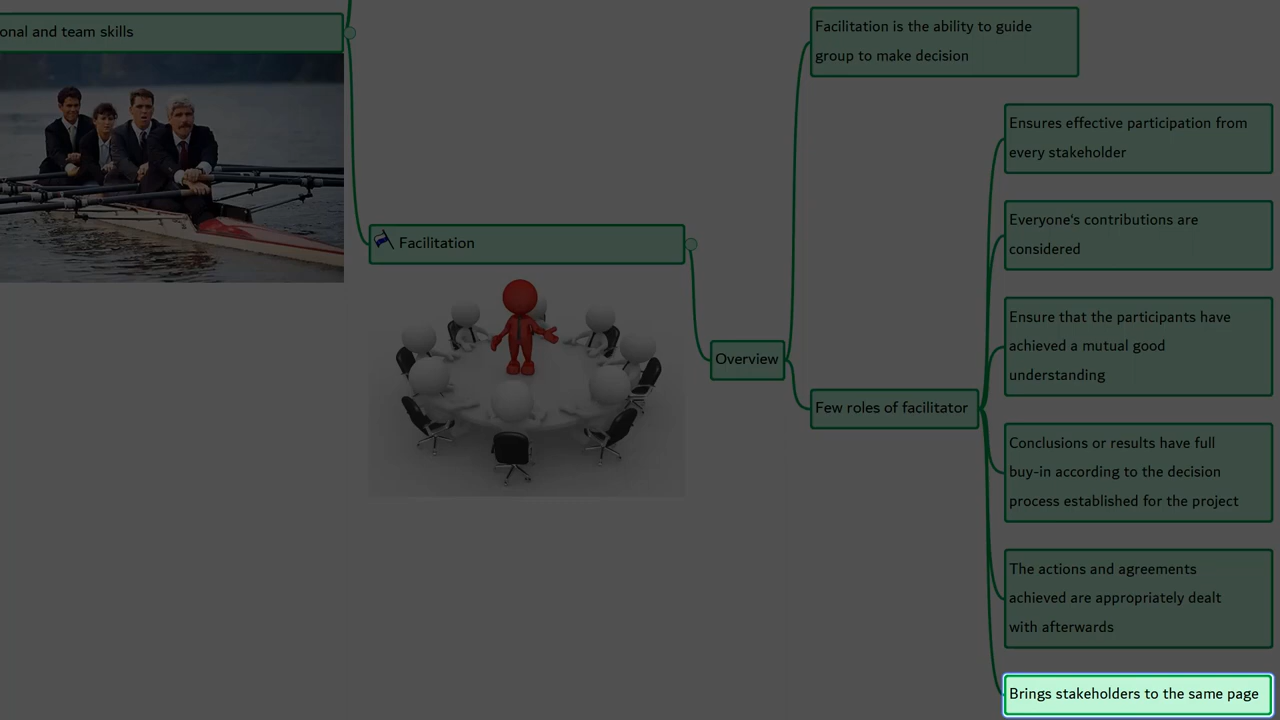 onal and team skills
Facilitation
Overview
Facilitation is the ability to guide
group to make decision
Few roles of facilitator
Ensures effective participation from
every stakeholder
Everyone's contributions are
considered
Ensure that the participants have
achieved a mutual good
understanding
Conclusions or results have full
buy-in according to the decision
process established for the project
The actions and agreements
achieved are appropriately dealt
with afterwards
Brings stakeholders to the same page